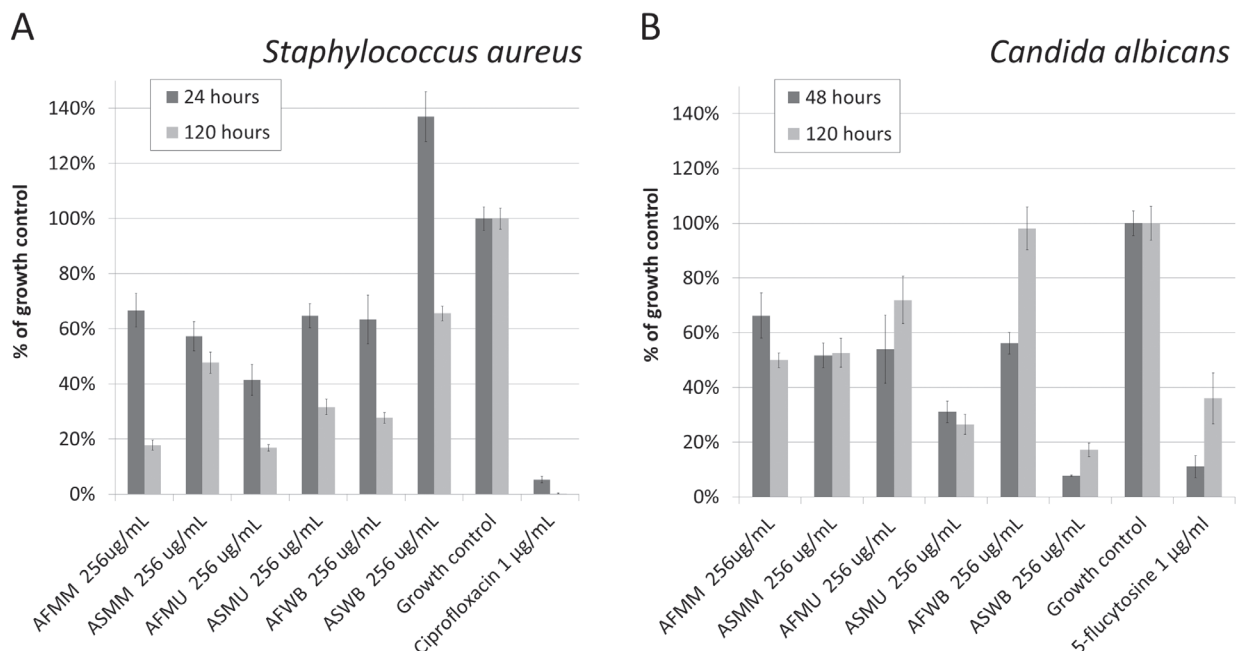 A
Staphylococcus aureus
24 hours
120 hours
% of growth control
140%
120%
100%
80%
60%
40%
20%
0%
AFMM 256ug/mL
ASMM 256 ug/mL
AFMU 256 ug/mL
ASMU 256 ug/mL
AFWB 256 ug/mL
ASWB 256 ug/mL
Growth control
Ciprofloxacin 1 μg/mL
B
Candida albicans
48 hours
120 hours
% of growth control
140%
120%
100%
80%
60%
40%
20%
0%
AFMM 256ug/mL
ASMM 256 ug/mL
AFMU 256 ug/mL
ASMU 256 ug/mL
AFWB 256 ug/mL
ASWB 256 ug/mL
Growth control
5-flucytosine 1 μg/ml